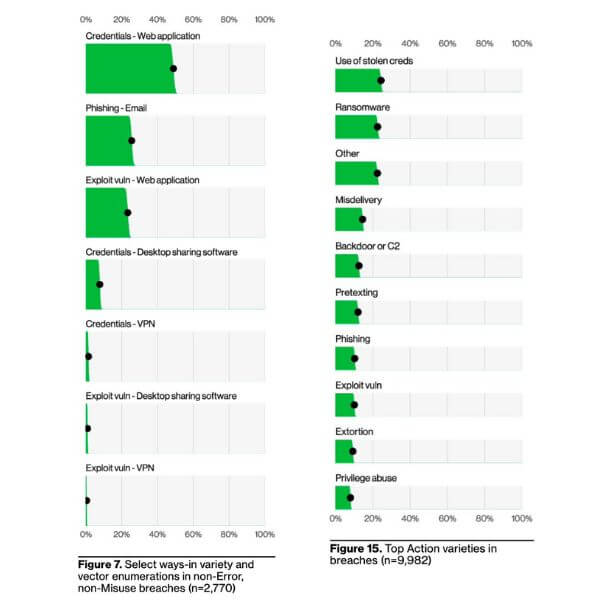 0% 20% 40% 60% 80% 100%
Credentials - Web application
Phishing - Email
Exploit vuln - Web application
Credentials - Desktop sharing software
Credentials - VPN
Exploit vuln - Desktop sharing software
Exploit vuln - VPN
0% 20% 40% 60% 80% 100%
Figure 7. Select ways-in variety and
vector enumerations in non-Error,
non-Misuse breaches (n=2,770)
0% 20% 40% 60% 80% 100%
Use of stolen creds
Ransomware
Other
Misdelivery
Backdoor or C2
Pretexting
Phishing
Exploit vuln
Extortion
Privilege abuse
0% 20% 40% 60% 80% 100%
Figure 15. Top Action varieties in
breaches (n=9,982)